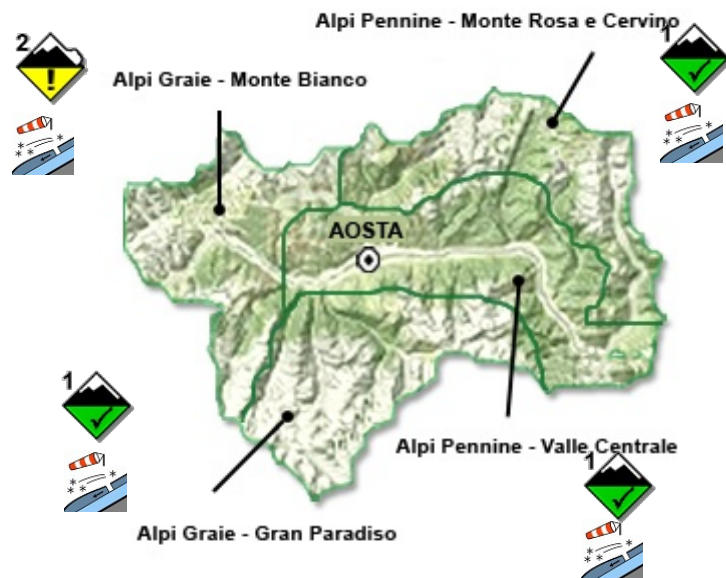 Alpi Pennine - Monte Rosa e Cervino
2
1
Alpi Graie - Monte Bianco
AOSTA
1
Alpi Pennine - Valle Centrale
1
Alpi Graie - Gran Paradiso